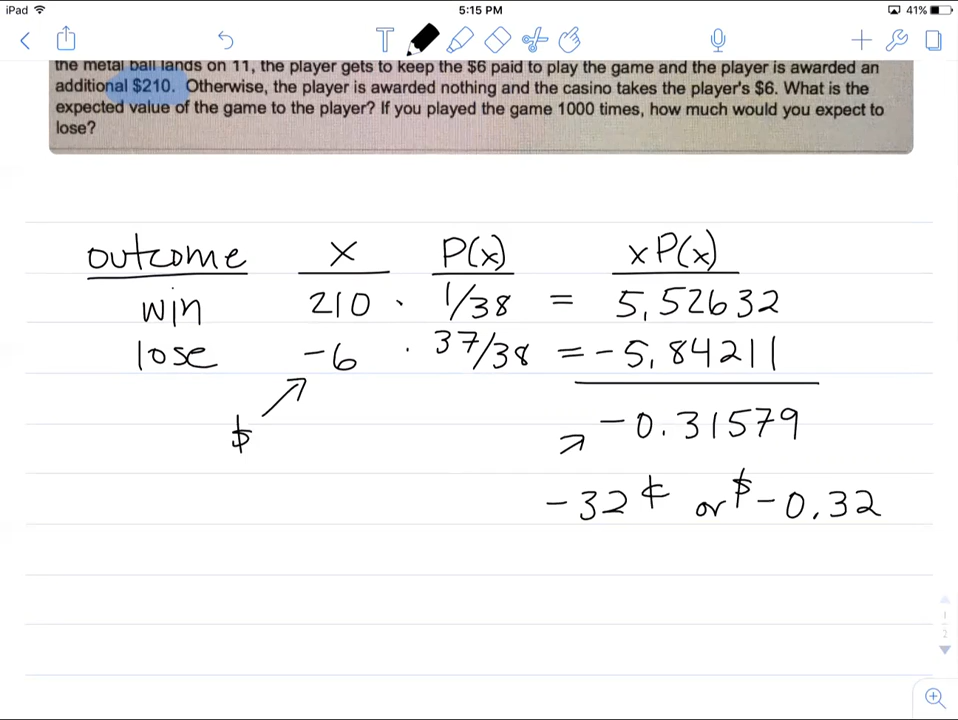 iPad 5:15 PM 41%
T
the metal ball lands on 11, the player gets to keep the $6 paid to play the game and the player is awarded an
additional $210. Otherwise, the player is awarded nothing and the casino takes the player's $6. What is the
expected value of the game to the player? If you played the game 1000 times, how much would you expect to
lose?
outcome x P(x) xP(x)
win 210 · 1/38 = 5.52632
lose -6 · 37/38 = -5.84211
$ -0.31579
-32¢ or $-0.32
1
2